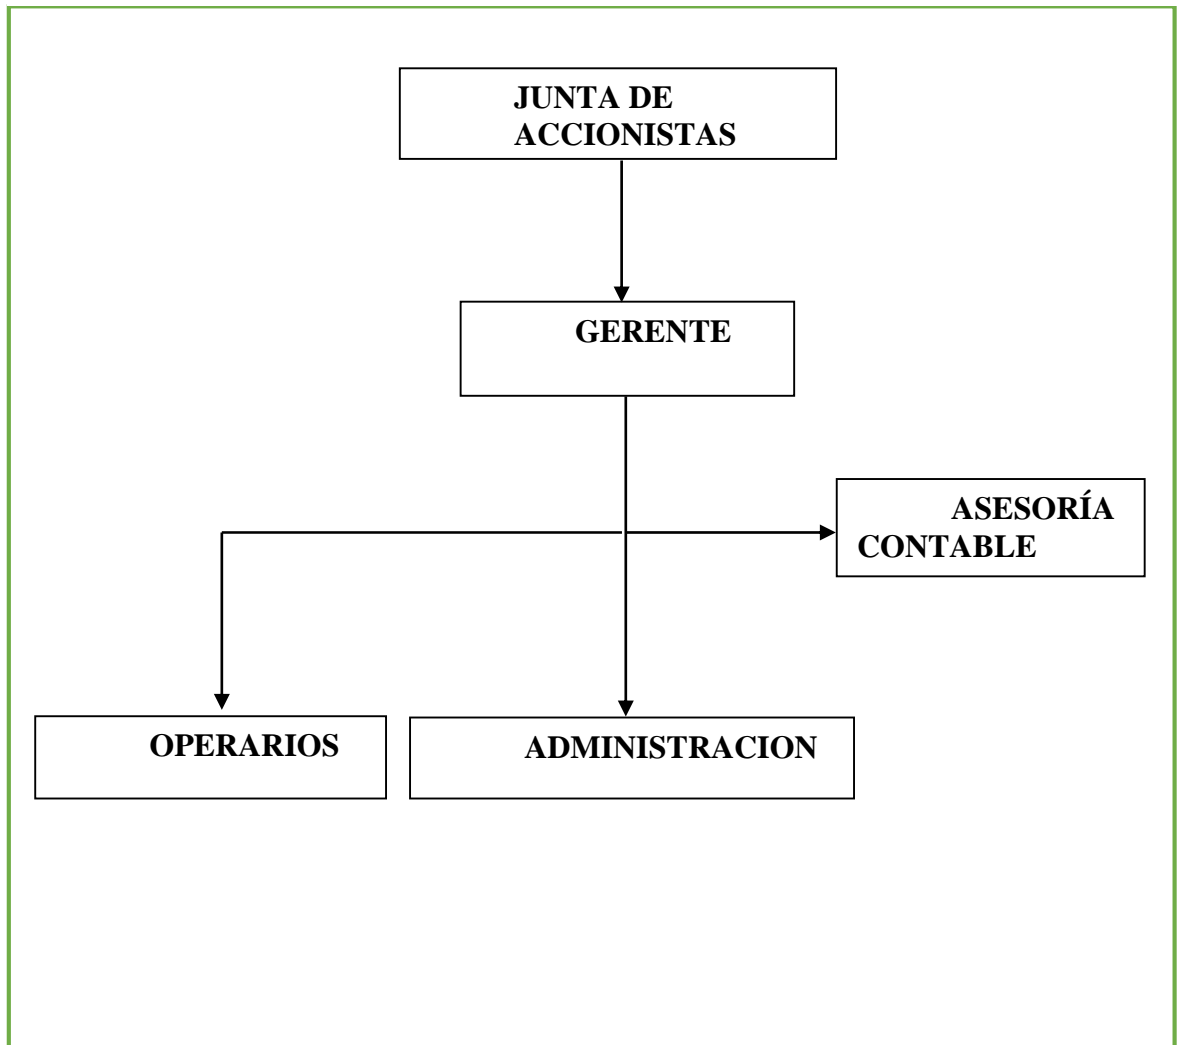 JUNTA DE
ACCIONISTAS
GERENTE
ASESORÍA
CONTABLE
OPERARIOS
ADMINISTRACION